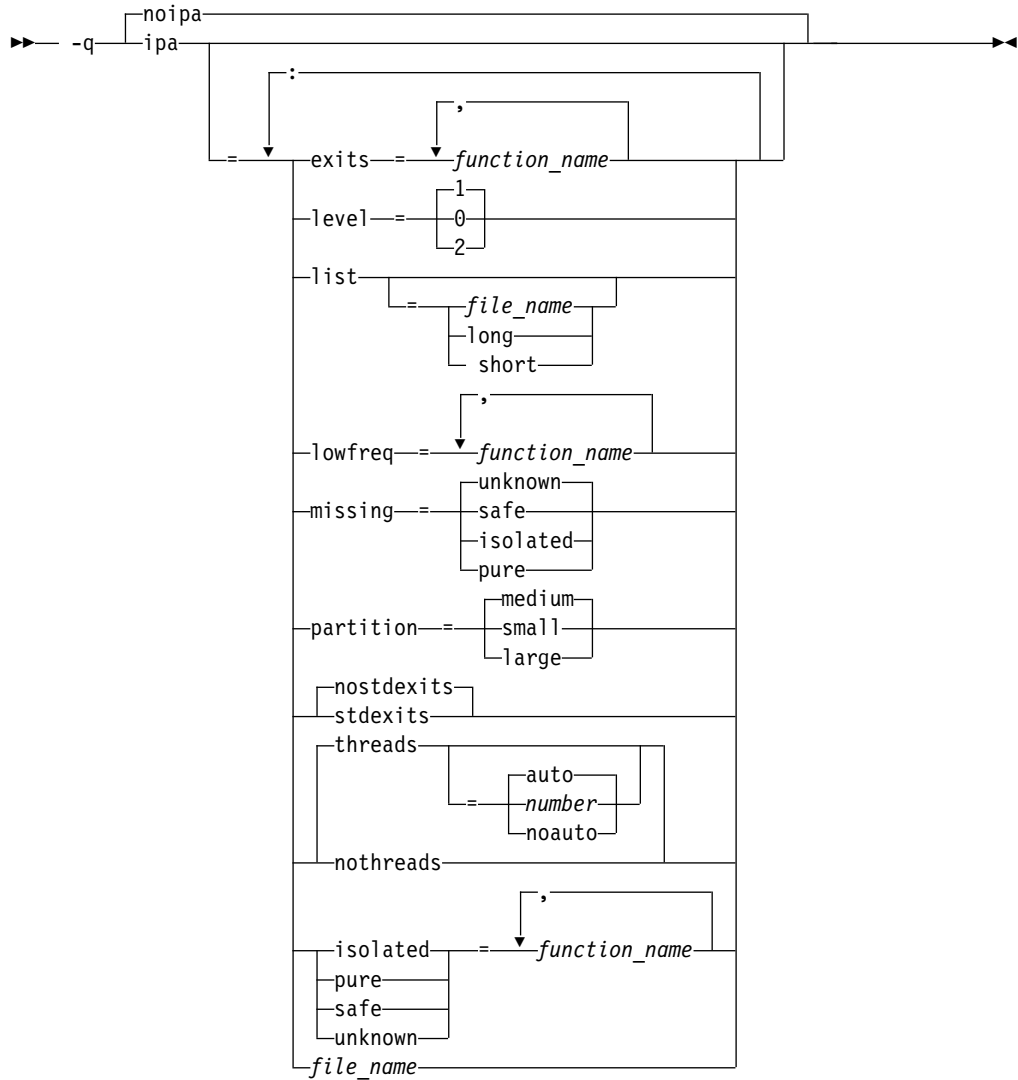 noipa
-q ipa
:
,
= exits = function_name
1
level = 0
2
list
= file_name
long
short
,
lowfreq = function_name
unknown
missing = safe
isolated
pure
medium
partition = small
large
nostdexits
stdexits
threads
auto
= number
noauto
nothreads
,
isolated = function_name
pure
safe
unknown
file_name